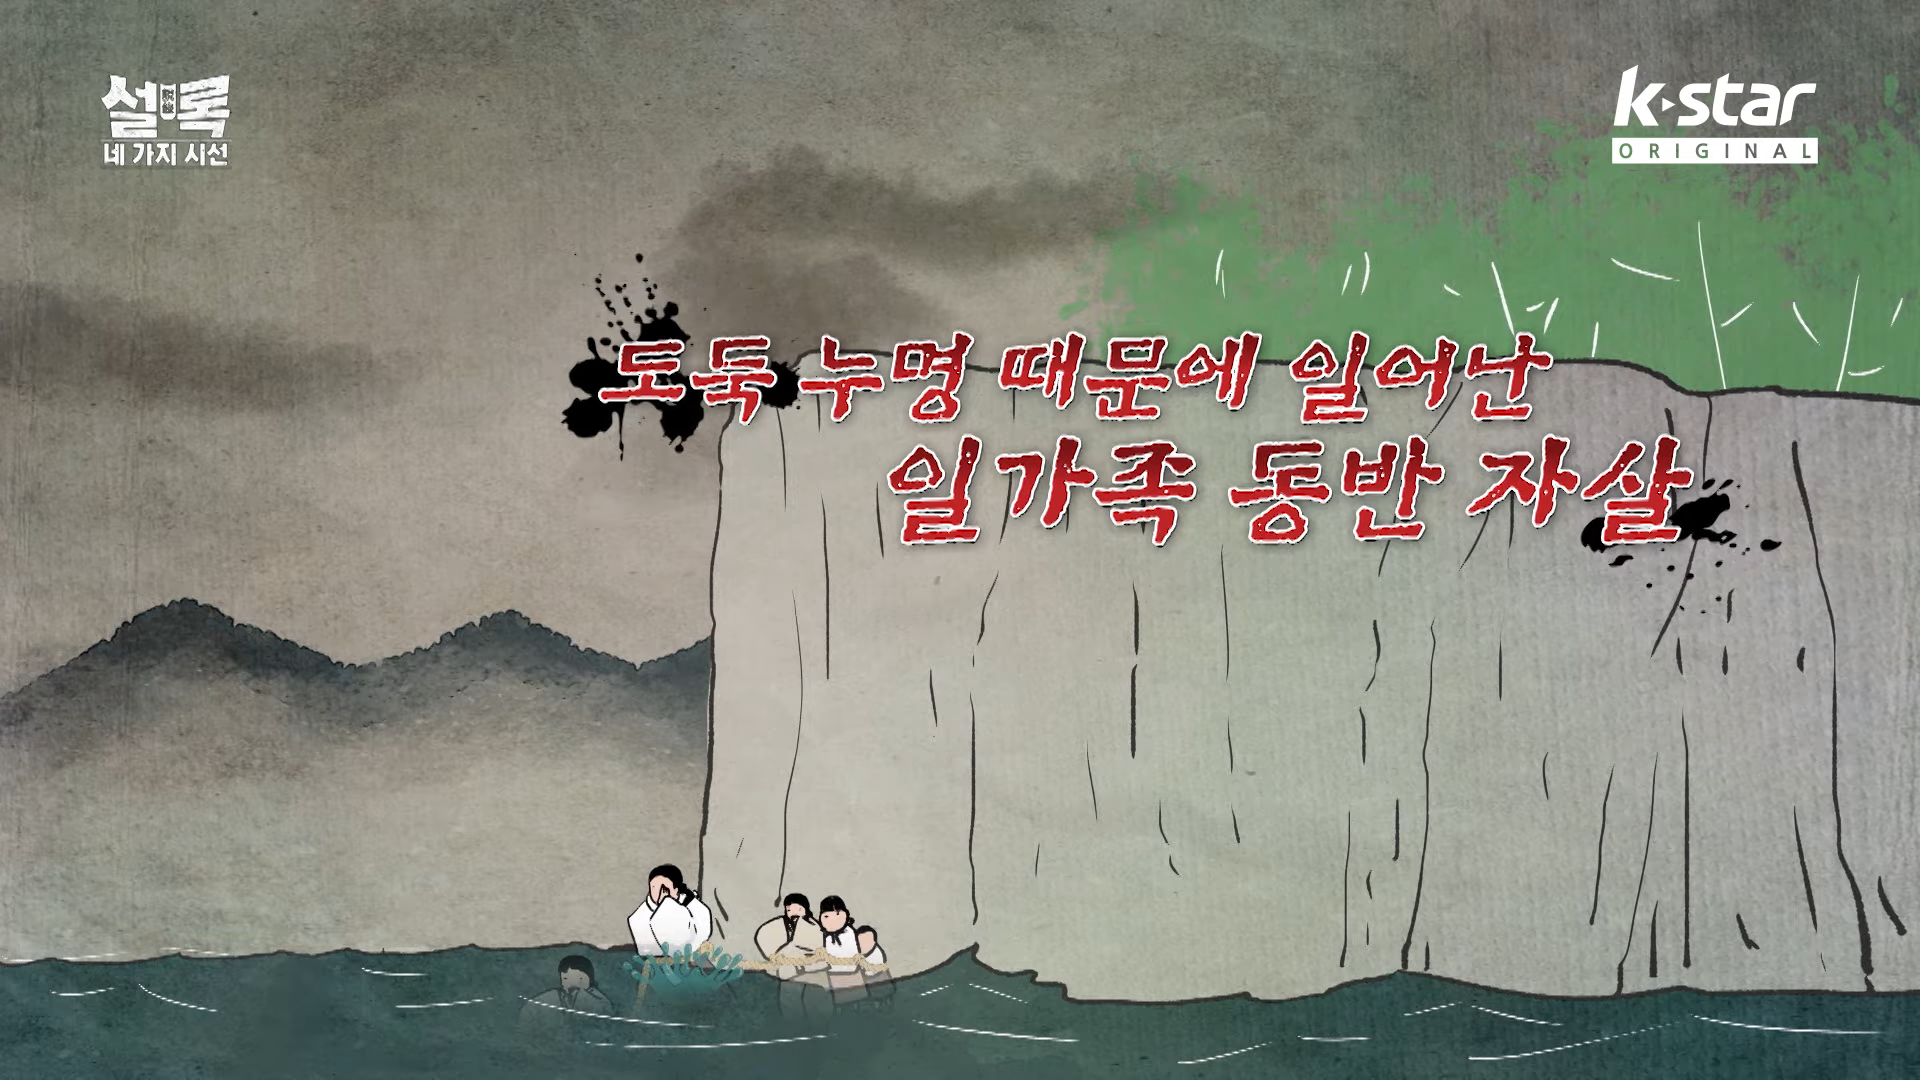 설록
네 가지 시선
k star
ORIGINAL
도둑 누명 때문에 일어난
일가족 동반 자살